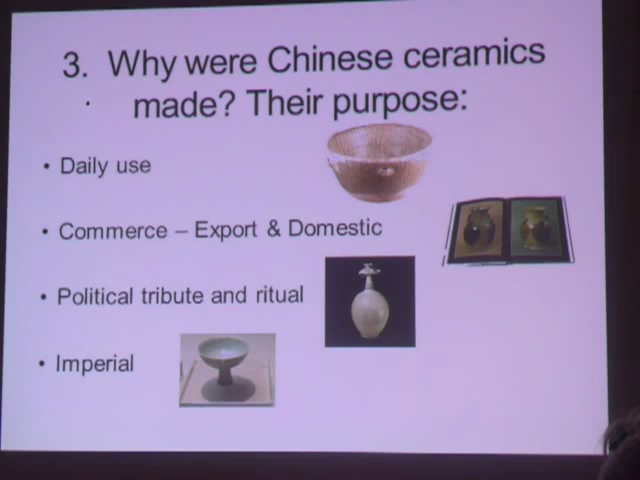 3. Why were Chinese ceramics
made? Their purpose:
• Daily use
• Commerce – Export & Domestic
• Political tribute and ritual
• Imperial